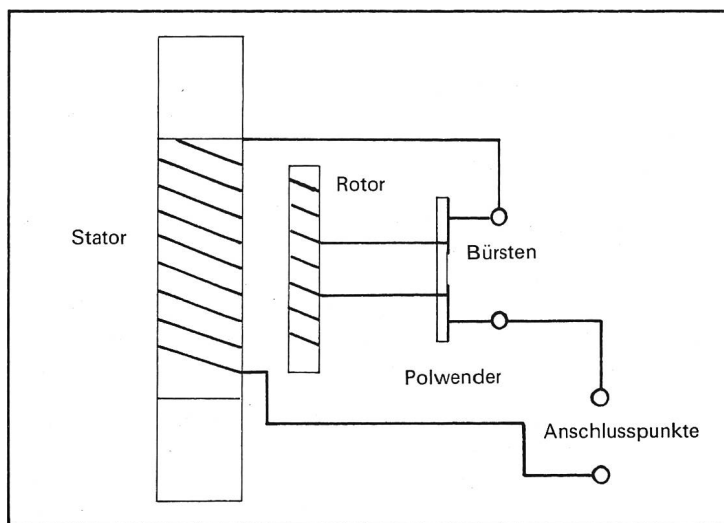 Rotor
Stator
Bürsten
Polwender
Anschlusspunkte